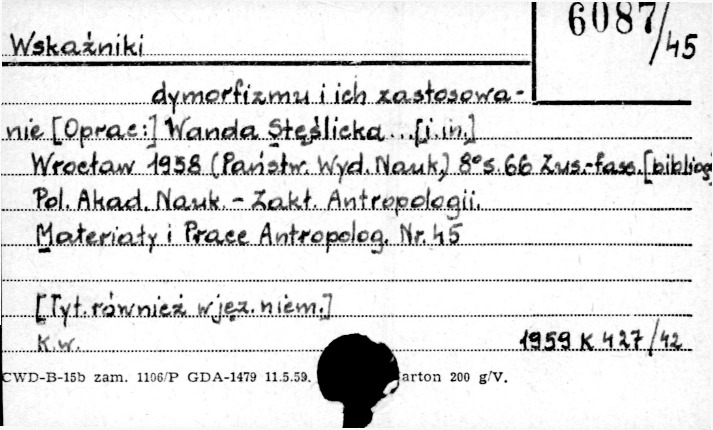 6087/45
Wskaźniki
dymorfizmu i ich zastosowa-
nie [Oprac:] Wanda Stęślicka...[i in.]
Wrocław 1958 (Państw. Wyd. Nauk.) 8° s. 66 Zus.-fass. [bibliogr
Pol. Akad. Nauk. - Zakł. Antropologii.
Materiały i Prace Antropolog. Nr. 45
[Tyt. również w jęz. niem.]
K.w. 1959 K 427/42
CWD-B-15b zam. 1106/P GDA-1479 11.5.59. arton 200 g/V.